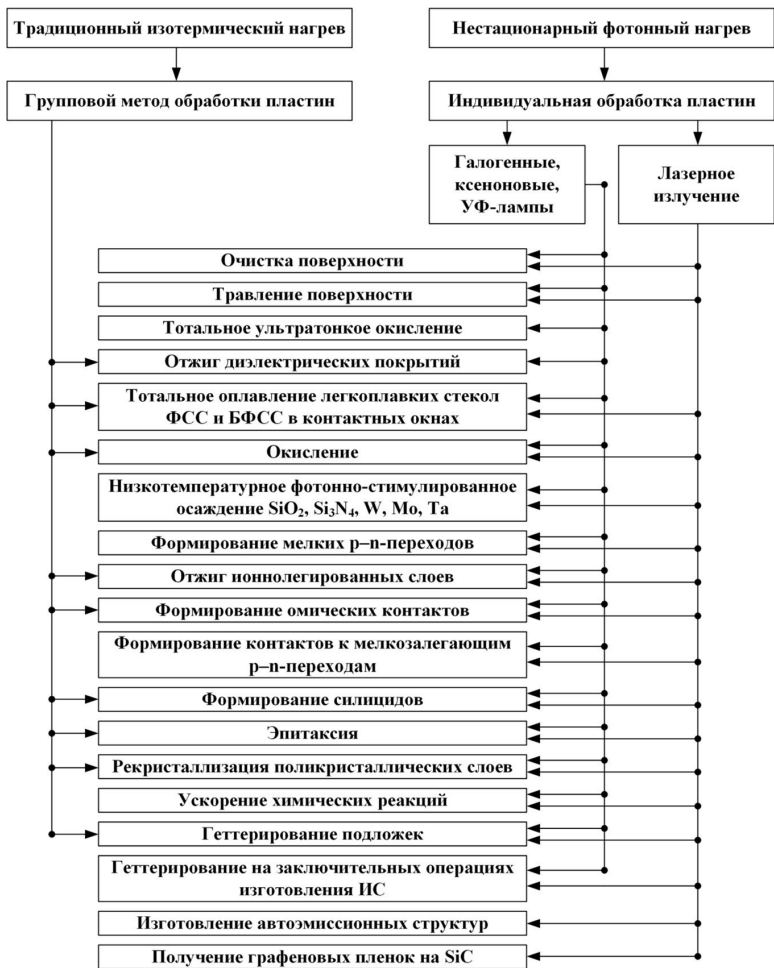 Традиционный изотермический нагрев
Нестационарный фотонный нагрев
Групповой метод обработки пластин
Индивидуальная обработка пластин
Галогенные,
ксеноновые,
УФ-лампы
Лазерное
излучение
Очистка поверхности
Травление поверхности
Тотальное ультратонкое окисление
Отжиг диэлектрических покрытий
Тотальное оплавление легкоплавких стекол
ФСС и БФСС в контактных окнах
Окисление
Низкотемпературное фотонно-стимулированное
осаждение SiO₂, Si₃N₄, W, Mo, Ta
Формирование мелких p–n-переходов
Отжиг ионнолегированных слоев
Формирование омических контактов
Формирование контактов к мелкозалегающим
p–n-переходам
Формирование силицидов
Эпитаксия
Рекристаллизация поликристаллических слоев
Ускорение химических реакций
Геттерирование подложек
Геттерирование на заключительных операциях
изготовления ИС
Изготовление автоэмиссионных структур
Получение графеновых пленок на SiC